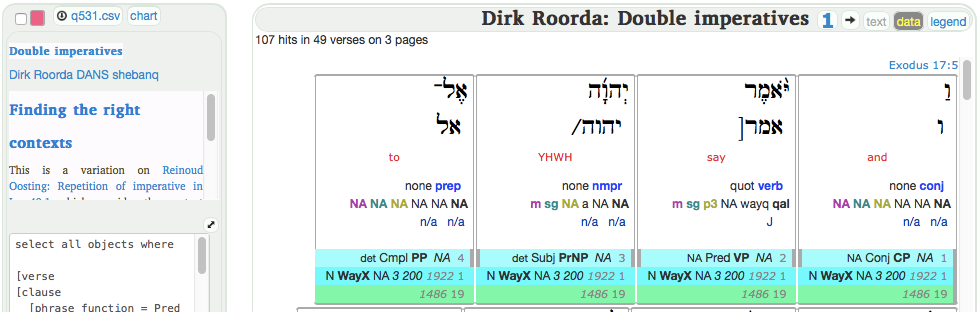 q531.csv chart
Double imperatives
Dirk Roorda DANS shebanq
Finding the right
contexts
This is a variation on Reinoud
Oosting: Repetition of imperative in
select all objects where
[verse
[clause
[phrase function = Pred
Dirk Roorda: Double imperatives 1 ➞ text data legend
107 hits in 49 verses on 3 pages
Exodus 17:5
וַ יֹּ֨אמֶר יְהוָ֜ה אֶל־
ו אמר[ יהוה/ אל
to YHWH say and
none prep none nmpr quot verb none conj
NA NA NA NA NA NA m sg NA a NA NA m sg p3 NA wayq qal NA NA NA NA NA NA
n/a n/a n/a n/a J n/a n/a
det Cmpl PP NA 4 det Subj PrNP NA 3 NA Pred VP NA 2 NA Conj CP NA 1
N WayX NA 3 200 1922 1 N WayX NA 3 200 1922 1 N WayX NA 3 200 1922 1 N WayX NA 3 200 1922 1
1486 19 1486 19 1486 19 1486 19